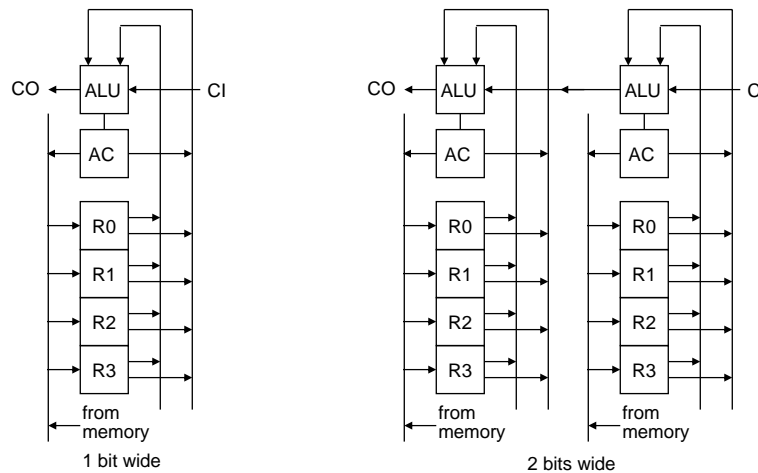 CO ALU CI
AC
R0
R1
R2
R3
from
memory
1 bit wide
CO ALU ALU C
AC AC
R0 R0
R1 R1
R2 R2
R3 R3
from from
memory memory
2 bits wide